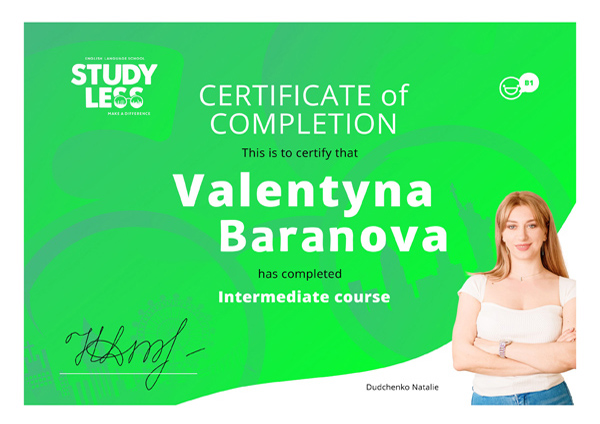 ENGLISH LANGUAGE SCHOOL
STUDY
LESS
MAKE A DIFFERENCE
B1
CERTIFICATE of
COMPLETION
This is to certify that
Valentyna
Baranova
has completed
Intermediate course
Dudchenko Natalie